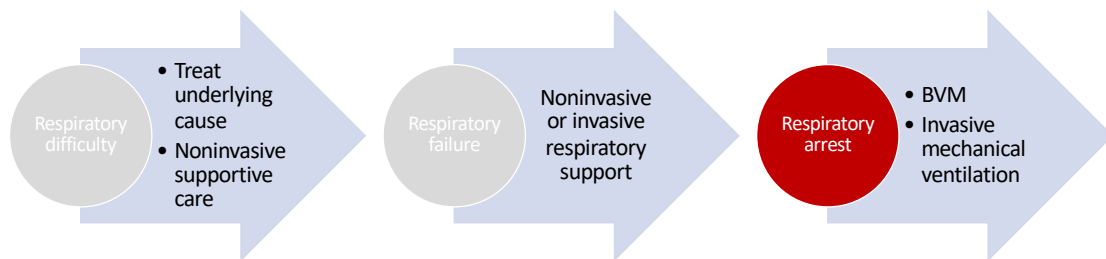 Respiratory
difficulty
• Treat
underlying
cause
• Noninvasive
supportive
care
Respiratory
failure
Noninvasive
or invasive
respiratory
support
Respiratory
arrest
• BVM
• Invasive
mechanical
ventilation